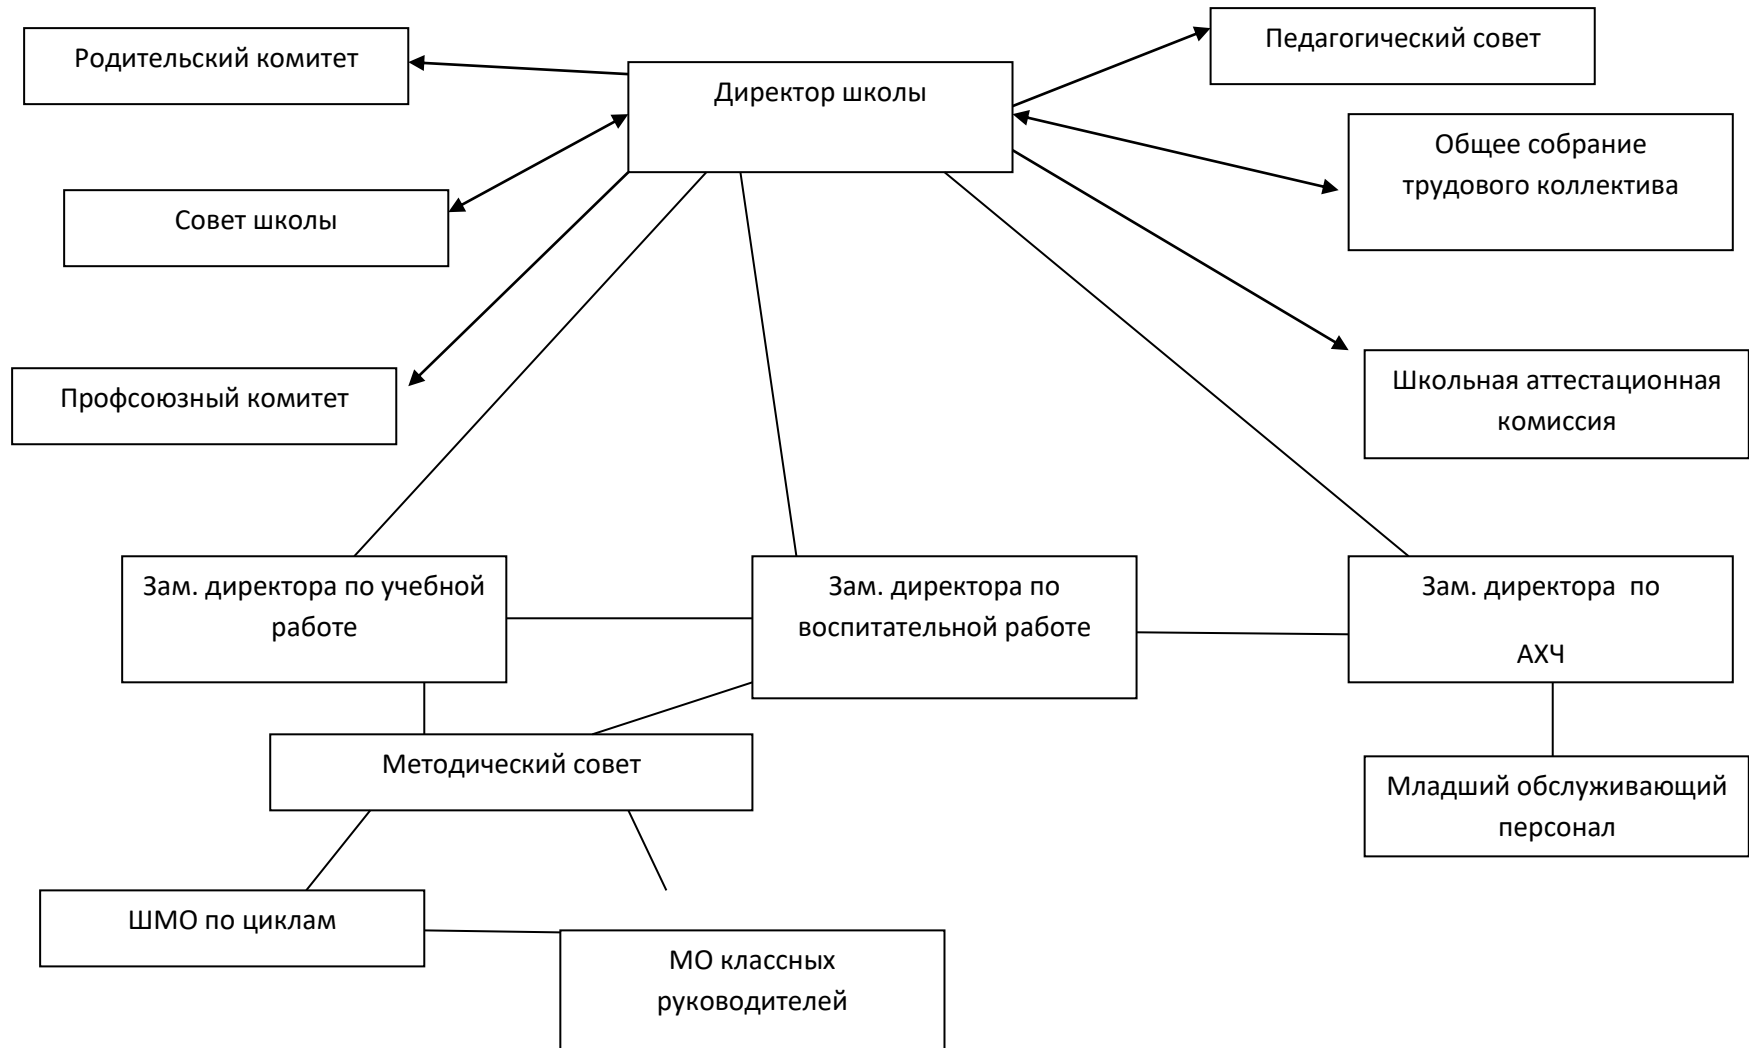 Педагогический совет
Родительский комитет
Директор школы
Общее собрание
трудового коллектива
Совет школы
Профсоюзный комитет
Школьная аттестационная
комиссия
Зам. директора по учебной
работе
Зам. директора по
воспитательной работе
Зам. директора по
АХЧ
Методический совет
Младший обслуживающий
персонал
ШМО по циклам
МО классных
руководителей